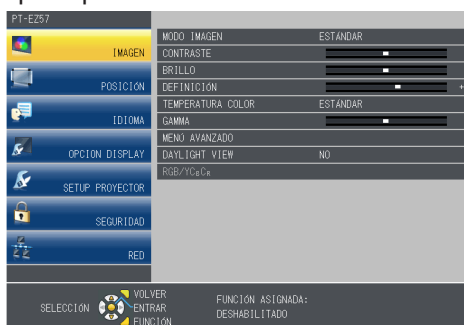 PT-EZ57
IMAGEN
POSICIÓN
IDIOMA
OPCION DISPLAY
SETUP PROYECTOR
SEGURIDAD
RED
MODO IMAGEN ESTÁNDAR
CONTRASTE
BRILLO
DEFINICIÓN +
TEMPERATURA COLOR ESTÁNDAR
GAMMA
MENÚ AVANZADO
DAYLIGHT VIEW NO
RGB/YCBCR
SELECCIÓN
VOLVER
ENTRAR
FUNCIÓN
FUNCIÓN ASIGNADA:
DESHABILITADO